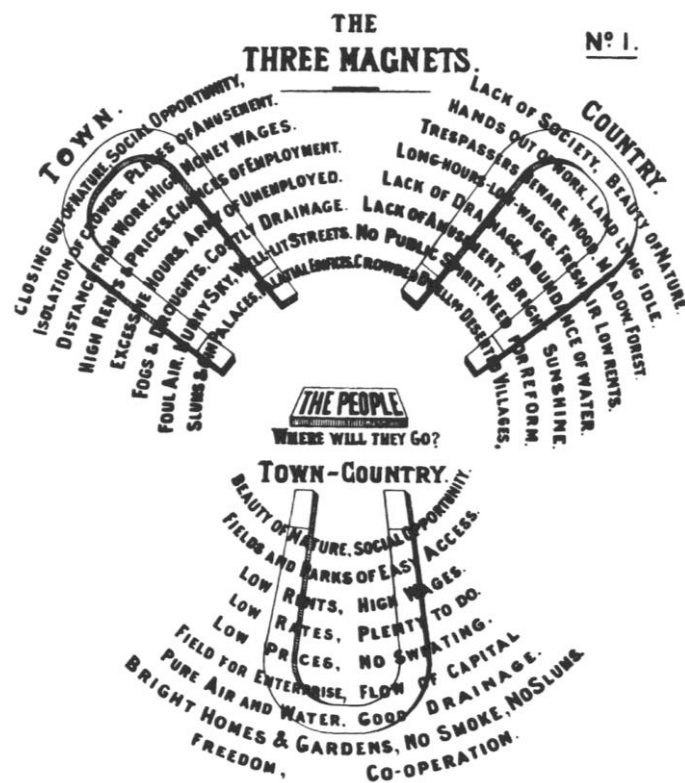 THE
THREE MAGNETS.
Nº 1.
TOWN.
CLOSING OUT OF NATURE. SOCIAL OPPORTUNITY,
ISOLATION OF CROWDS. PLACES OF AMUSEMENT.
DISTANCE FROM WORK. HIGH MONEY WAGES.
HIGH RENTS & PRICES. CHANCES OF EMPLOYMENT.
EXCESSIVE HOURS, ARMY OF UNEMPLOYED.
FOGS & DROUGHTS. COSTLY DRAINAGE.
FOUL AIR. MURKY SKY. WELL-LIT STREETS.
SLUMS & GIN PALACES. PALATIAL EDIFICES.
COUNTRY.
LACK OF SOCIETY. BEAUTY OF NATURE.
HANDS OUT OF WORK. LAND LYING IDLE.
TRESPASSERS BEWARE. WOOD, MEADOW, FOREST.
LONG-HOURS-LOW-WAGES. FRESH AIR LOW RENTS.
LACK OF DRAINAGE, ABUNDANCE OF WATER.
LACK OF AMUSEMENT, BRIGHT SUNSHINE.
NO PUBLIC SPIRIT. NEED FOR REFORM.
CROWDED DWELLINGS DESERTED VILLAGES,
THE PEOPLE
WHERE WILL THEY GO?
TOWN-COUNTRY.
BEAUTY OF NATURE, SOCIAL OPPORTUNITY.
FIELDS AND PARKS OF EASY ACCESS.
LOW RENTS, HIGH WAGES.
LOW RATES, PLENTY TO DO.
LOW PRICES, NO SWEATING.
FIELD FOR ENTERPRISE, FLOW OF CAPITAL
PURE AIR AND WATER. GOOD DRAINAGE.
BRIGHT HOMES & GARDENS, NO SMOKE, NO SLUMS.
FREEDOM, CO-OPERATION.